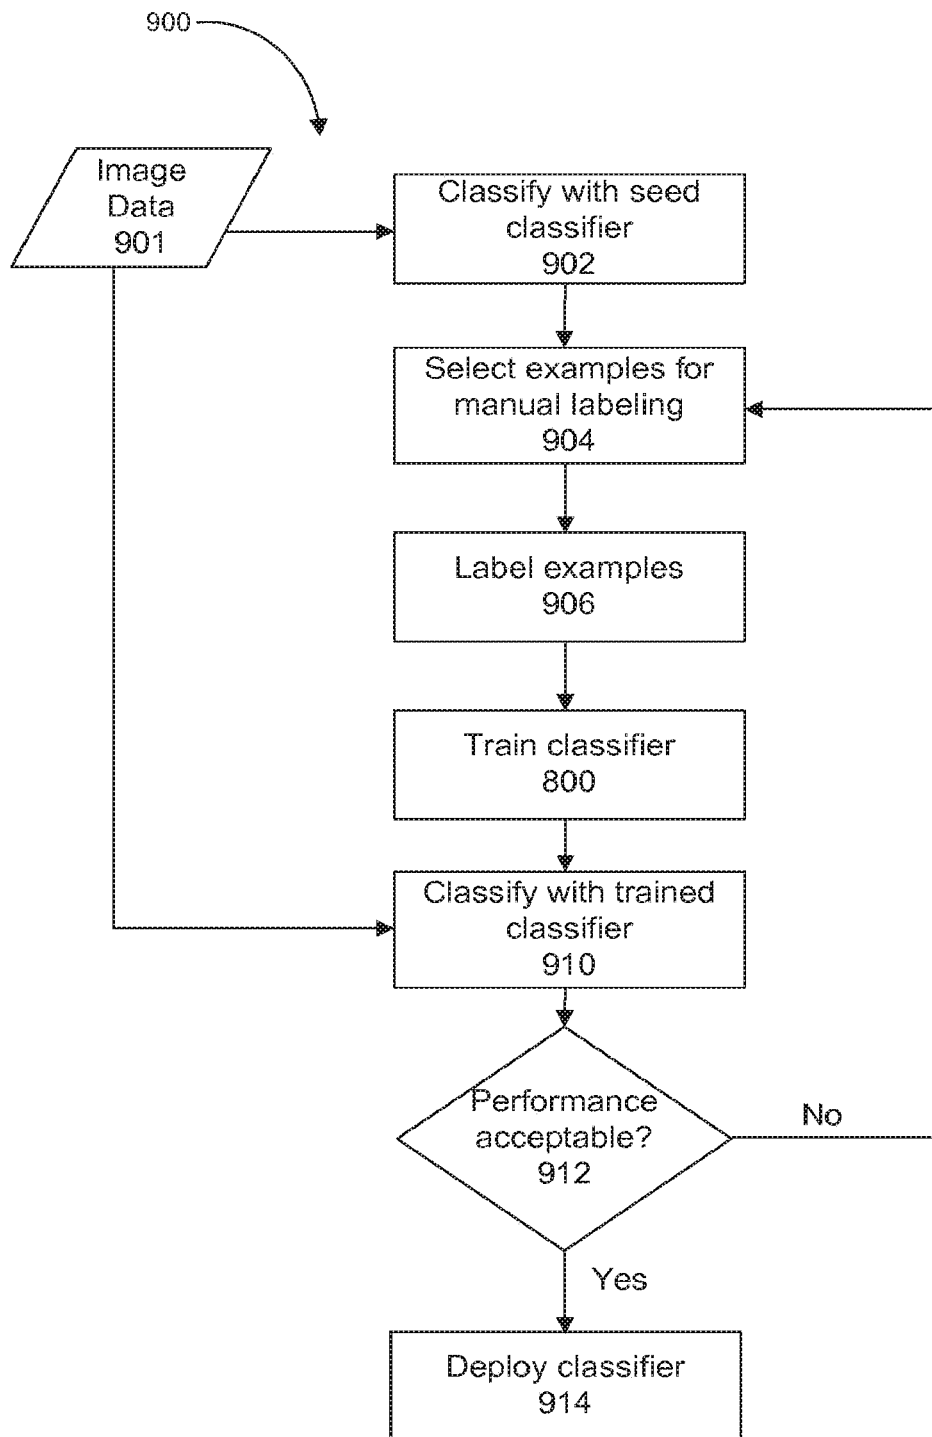 900
Image
Data
901
Classify with seed
classifier
902
Select examples for
manual labeling
904
Label examples
906
Train classifier
800
Classify with trained
classifier
910
Performance
acceptable?
912
No
Yes
Deploy classifier
914